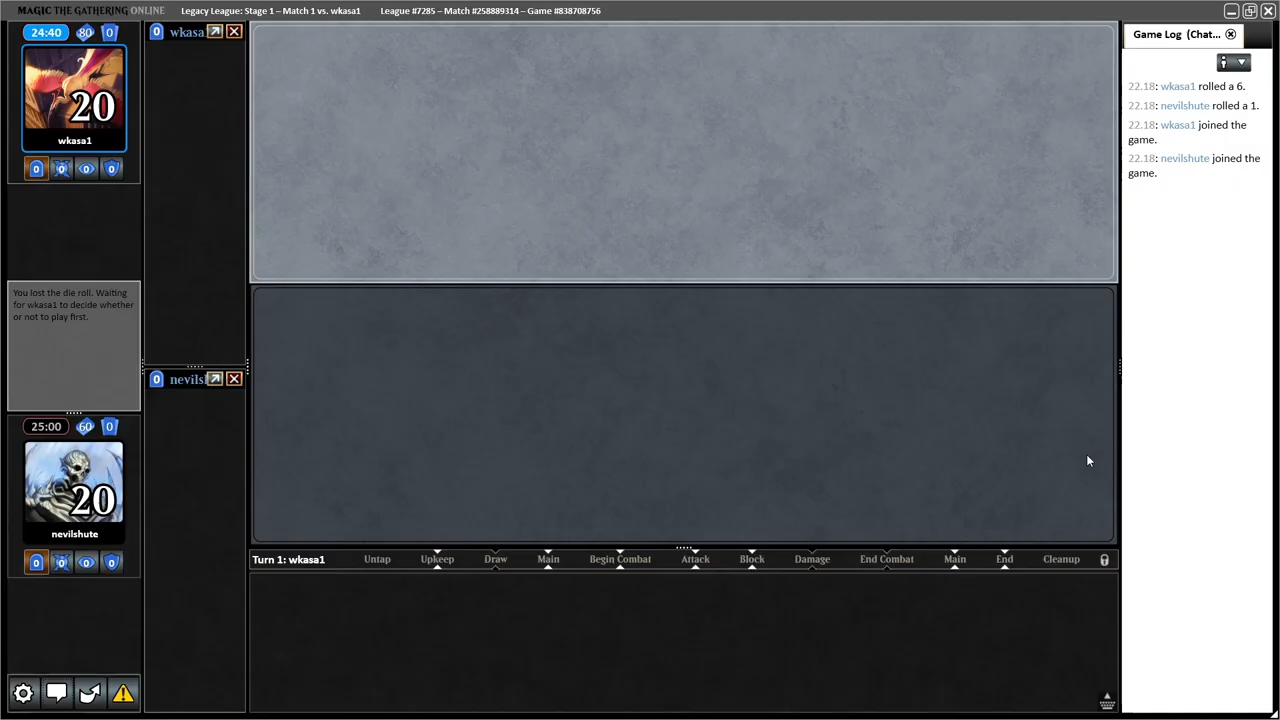 MAGIC THE GATHERING ONLINE Legacy League: Stage 1 – Match 1 vs. wkasa1 League #7285 – Match #258889314 – Game #838708756
24:40 80 0
20
wkasa1
0 0 0 0
You lost the die roll. Waiting
for wkasa1 to decide whether
or not to play first.
25:00 60 0
20
nevilshute
0 0 0 0
0 wkasa
0 nevilsl
Turn 1: wkasa1 Untap Upkeep Draw Main Begin Combat Attack Block Damage End Combat Main End Cleanup
Game Log (Chat...
22.18: wkasa1 rolled a 6.
22.18: nevilshute rolled a 1.
22.18: wkasa1 joined the
game.
22.18: nevilshute joined the
game.